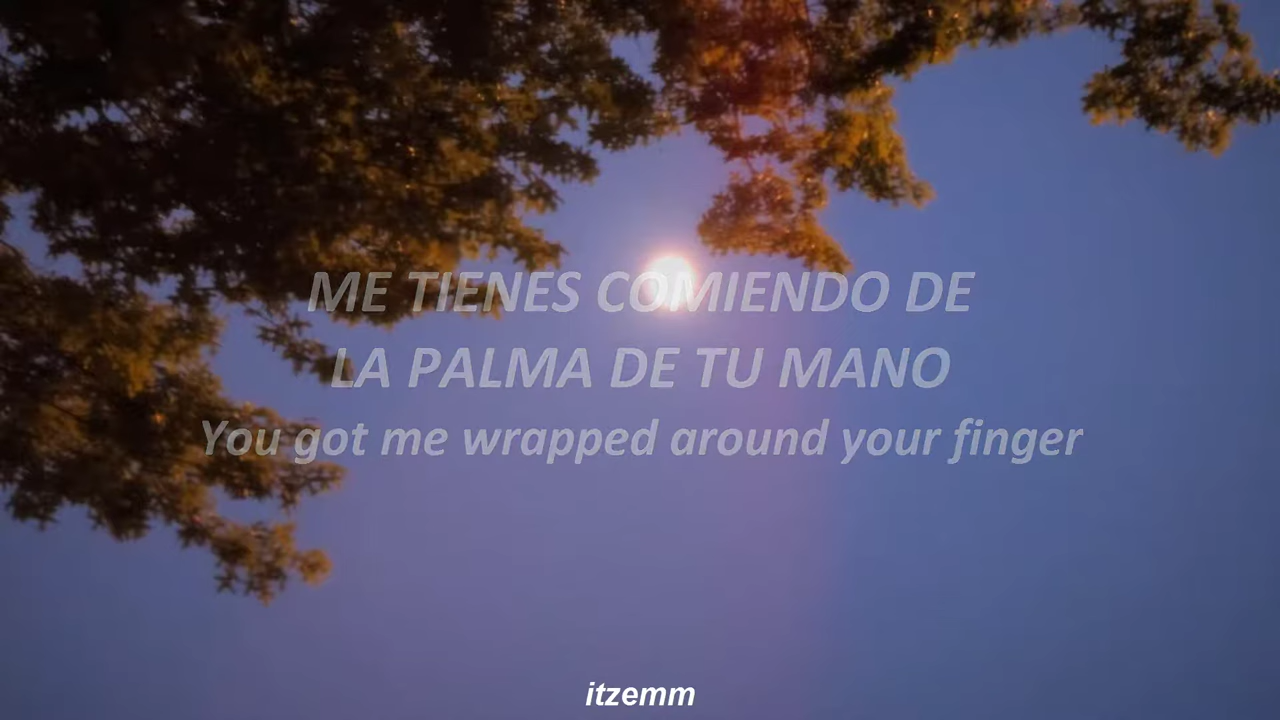 ME TIENES COMIENDO DE
LA PALMA DE TU MANO
You got me wrapped around your finger
itzemm